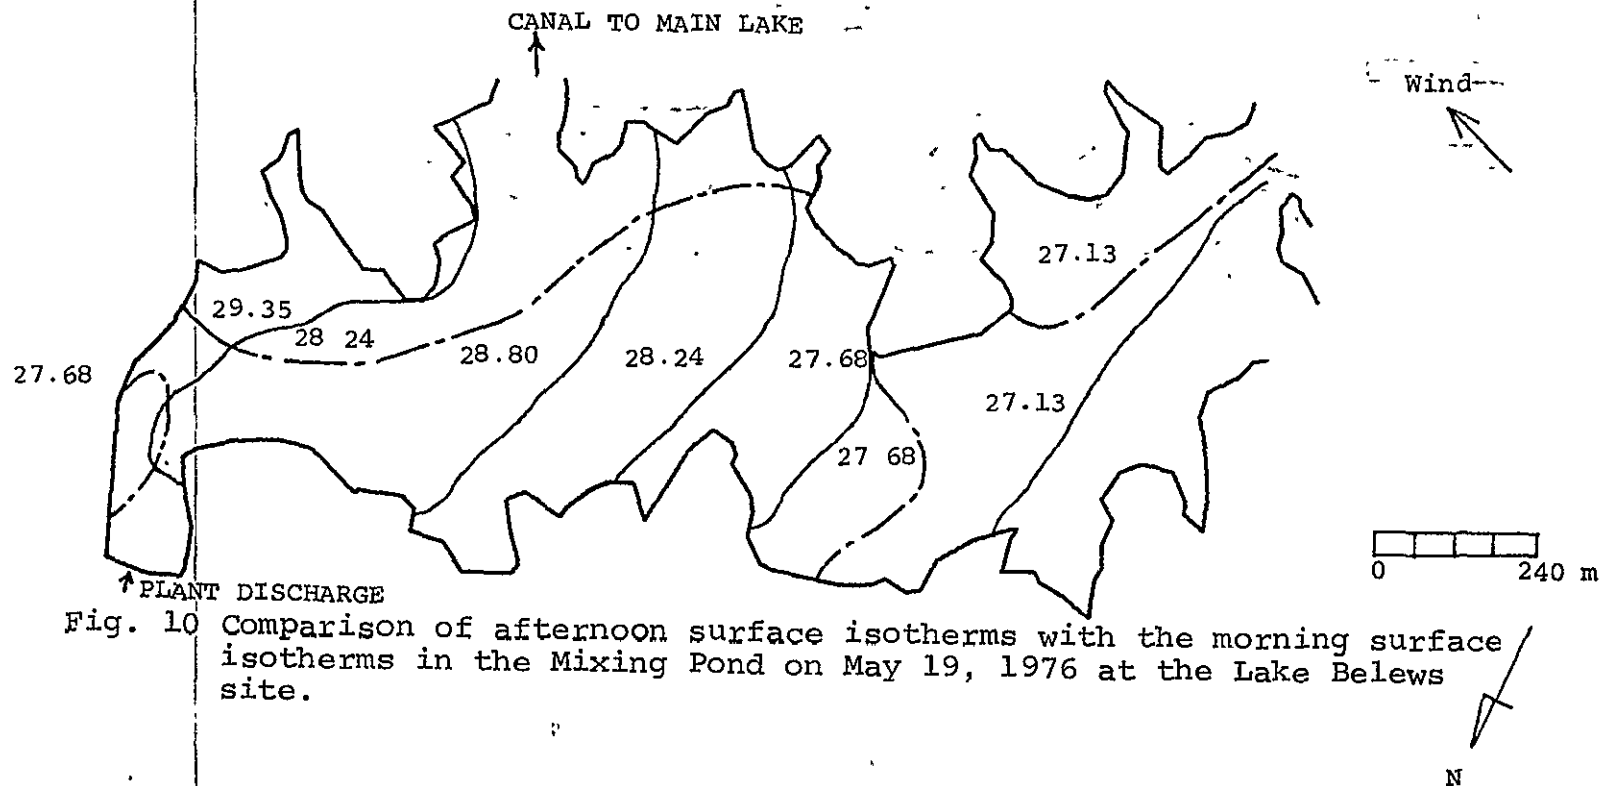 CANAL TO MAIN LAKE
Wind
27.13
29.35
28 24
28.80
28.24
27.68
27.68
27.13
27 68
0 240 m
PLANT DISCHARGE
Fig. 10 Comparison of afternoon surface isotherms with the morning surface
isotherms in the Mixing Pond on May 19, 1976 at the Lake Belews
site.
N